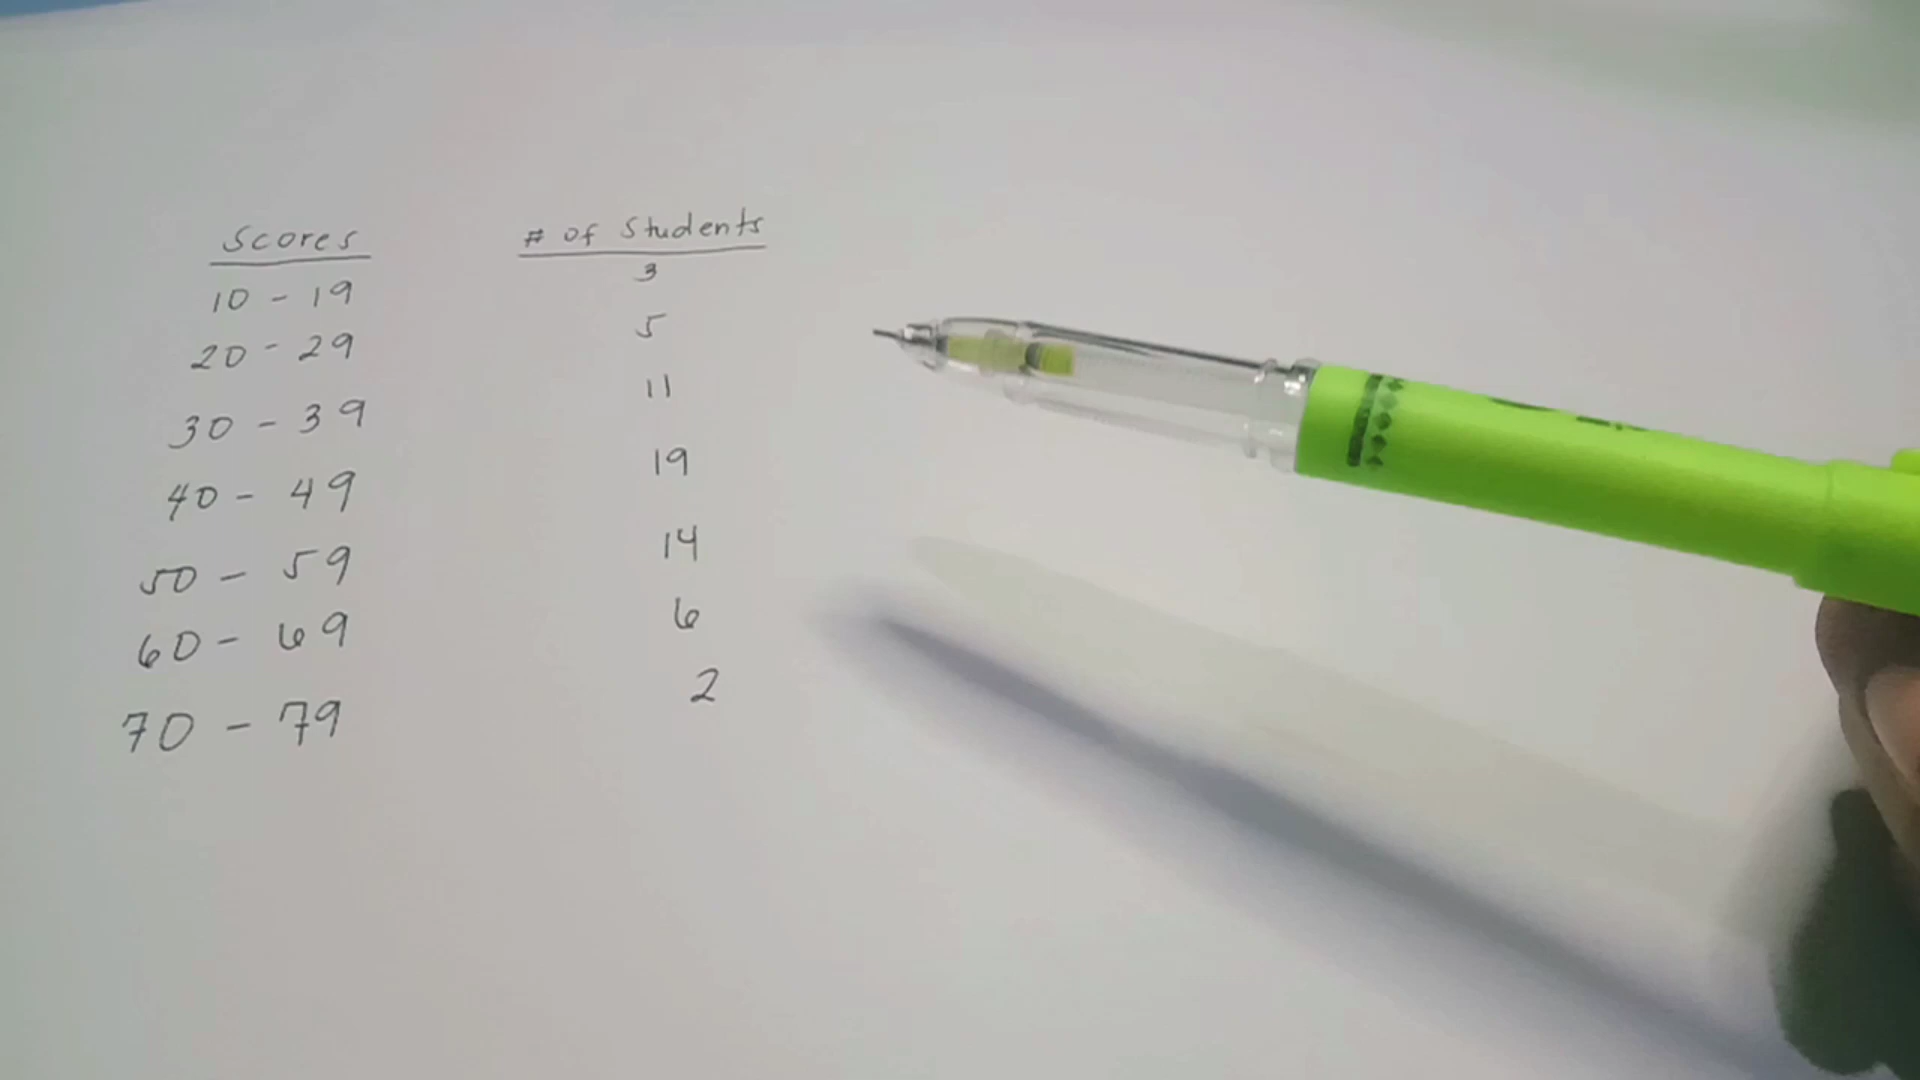 Scores # of Students
10 - 19 3
20 - 29 5
30 - 39 11
40 - 49 19
50 - 59 14
60 - 69 6
70 - 79 2